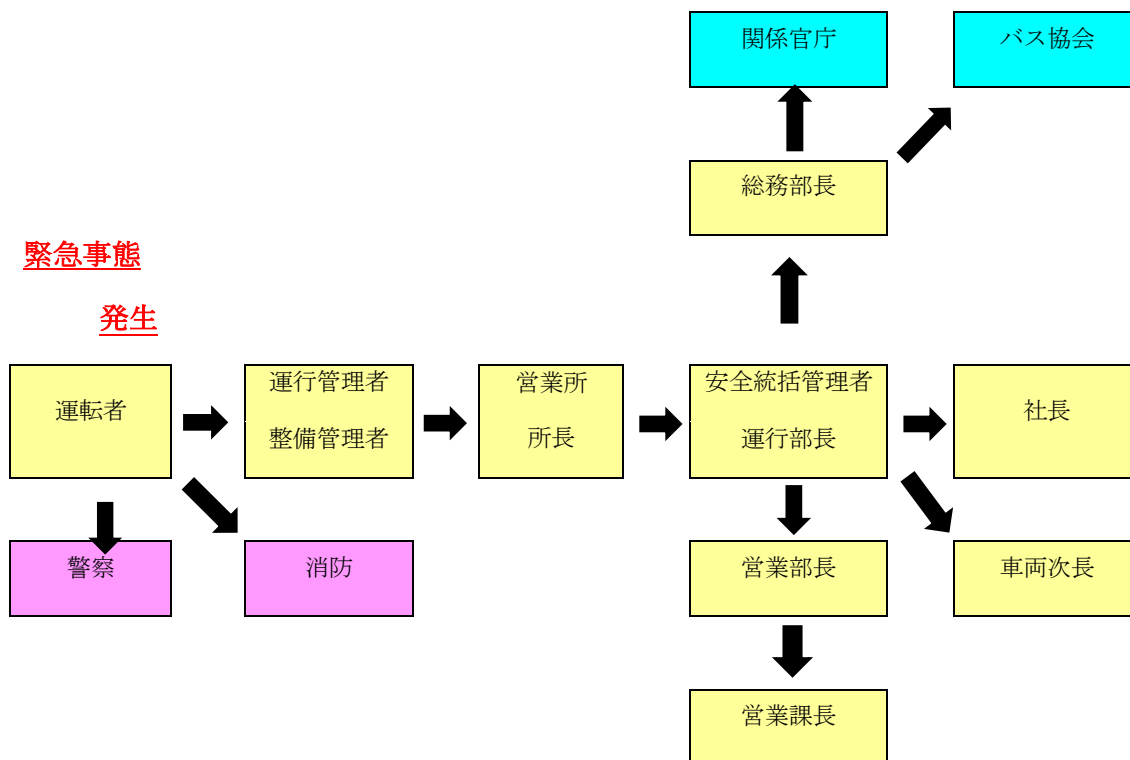 関係官庁
バス協会
総務部長
緊急事態
発生
運転者
運行管理者
整備管理者
営業所
所長
安全統括管理者
運行部長
社長
警察
消防
営業部長
車両次長
営業課長